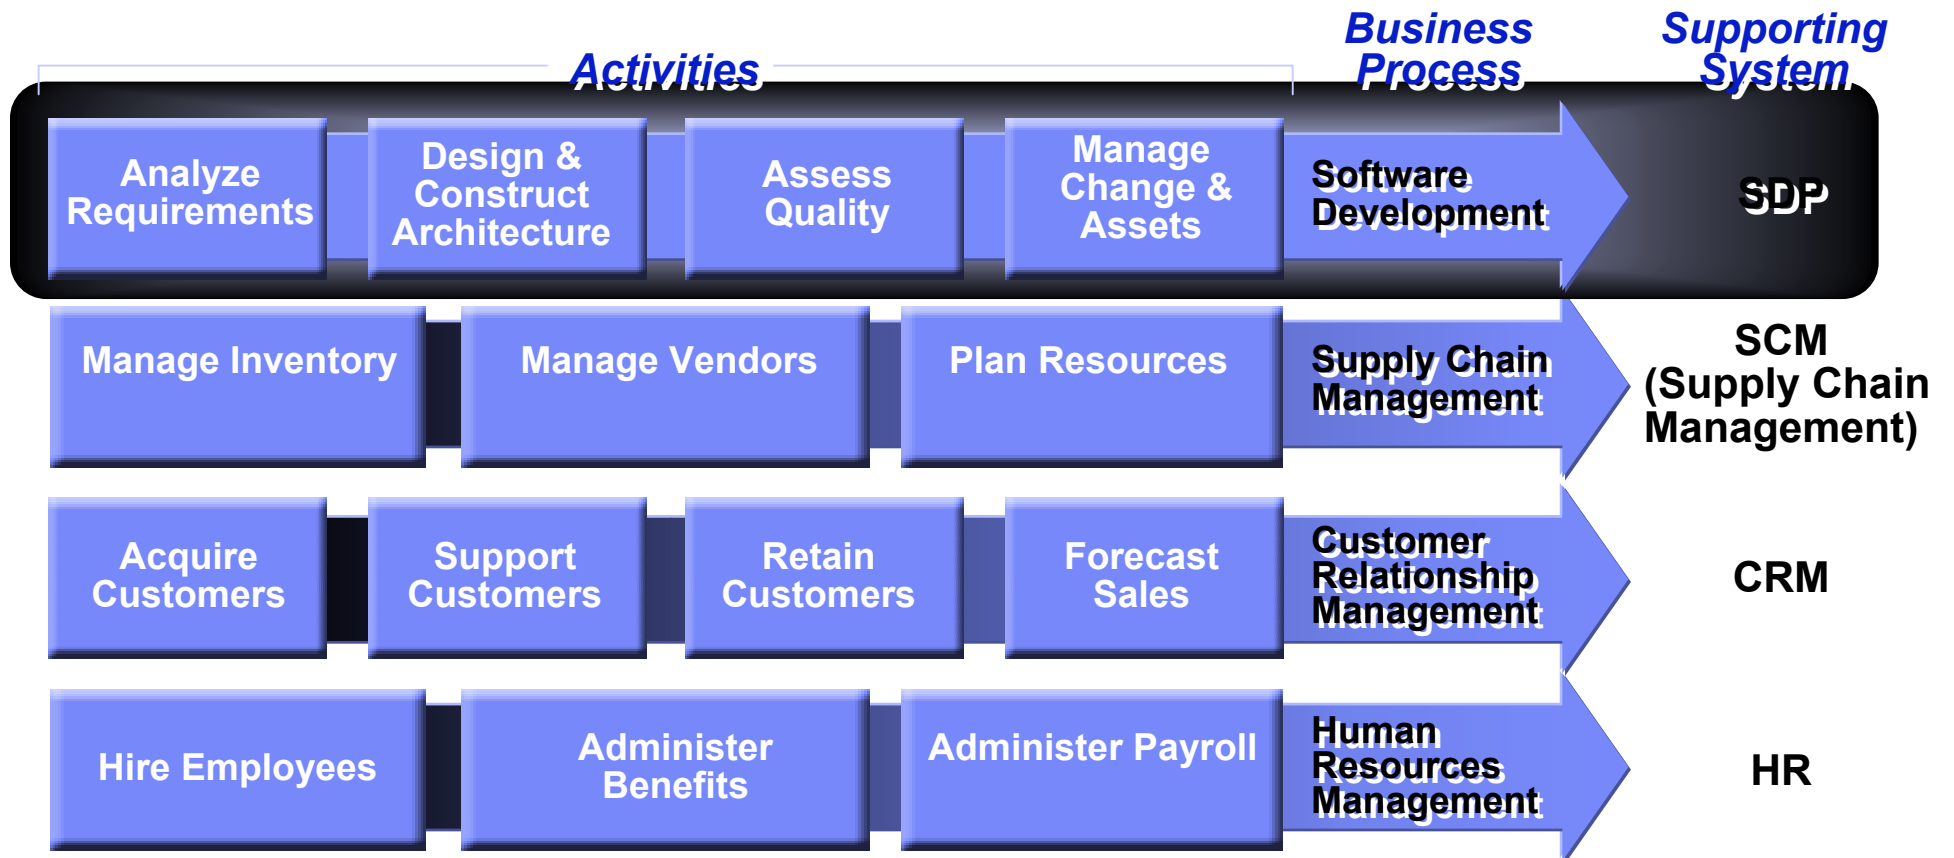 Activities
Business
Process
Supporting
System
Analyze
Requirements
Design &
Construct
Architecture
Assess
Quality
Manage
Change &
Assets
Software
Development
SDP
Manage Inventory
Manage Vendors
Plan Resources
Supply Chain
Management
SCM
(Supply Chain
Management)
Acquire
Customers
Support
Customers
Retain
Customers
Forecast
Sales
Customer
Relationship
Management
CRM
Hire Employees
Administer
Benefits
Administer Payroll
Human
Resources
Management
HR